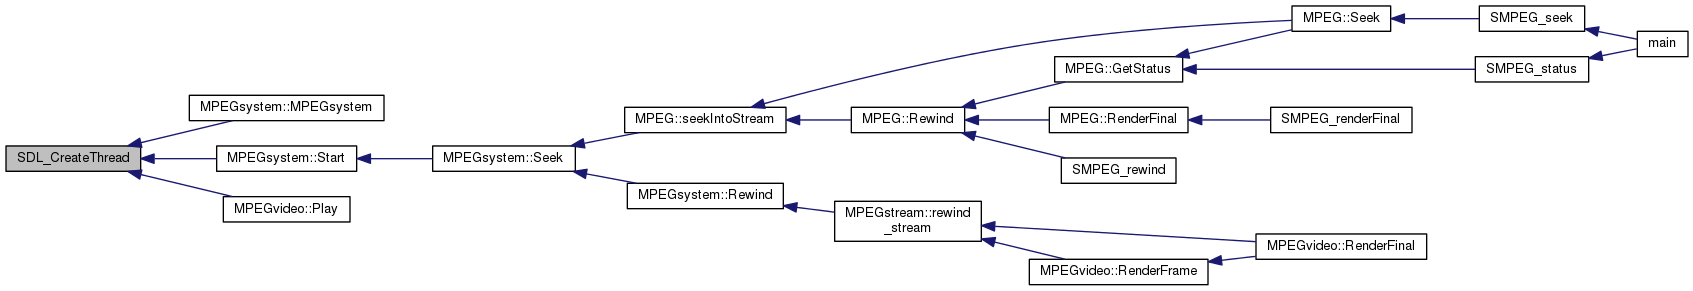 SDL_CreateThread
MPEGsystem::MPEGsystem
MPEGsystem::Start
MPEGvideo::Play
MPEGsystem::Seek
MPEG::seekIntoStream
MPEGsystem::Rewind
MPEG::Rewind
MPEGstream::rewind
_stream
MPEG::Seek
MPEG::GetStatus
MPEG::RenderFinal
SMPEG_rewind
MPEGvideo::RenderFrame
MPEGvideo::RenderFinal
SMPEG_seek
SMPEG_status
SMPEG_renderFinal
main